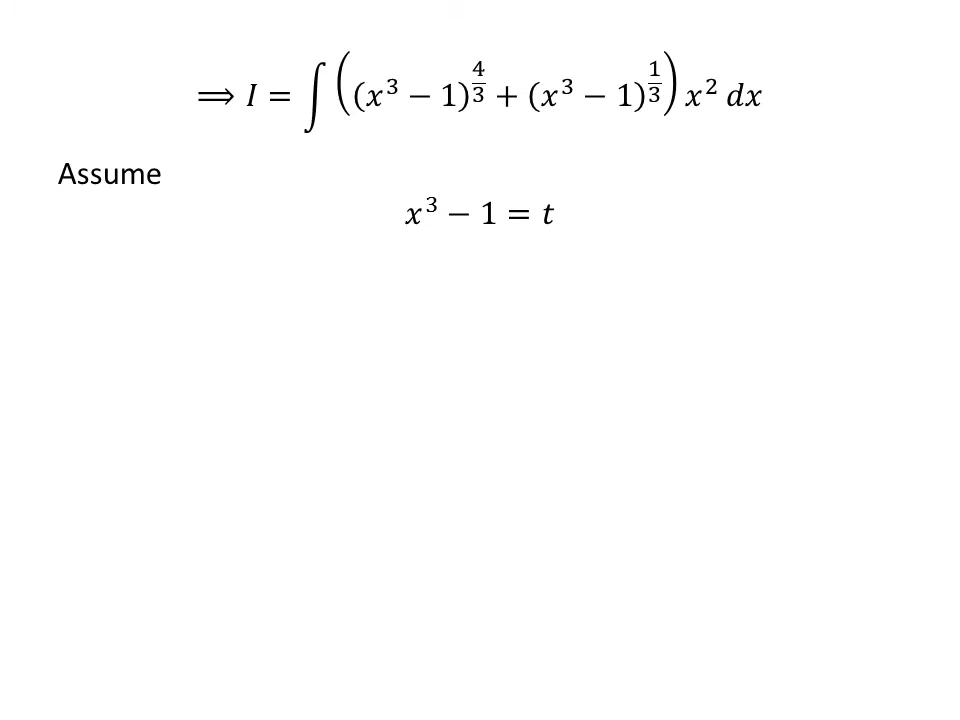 ⟹ I = ∫ ((x³ − 1)^(4/3) + (x³ − 1)^(1/3)) x² dx
Assume
x³ − 1 = t